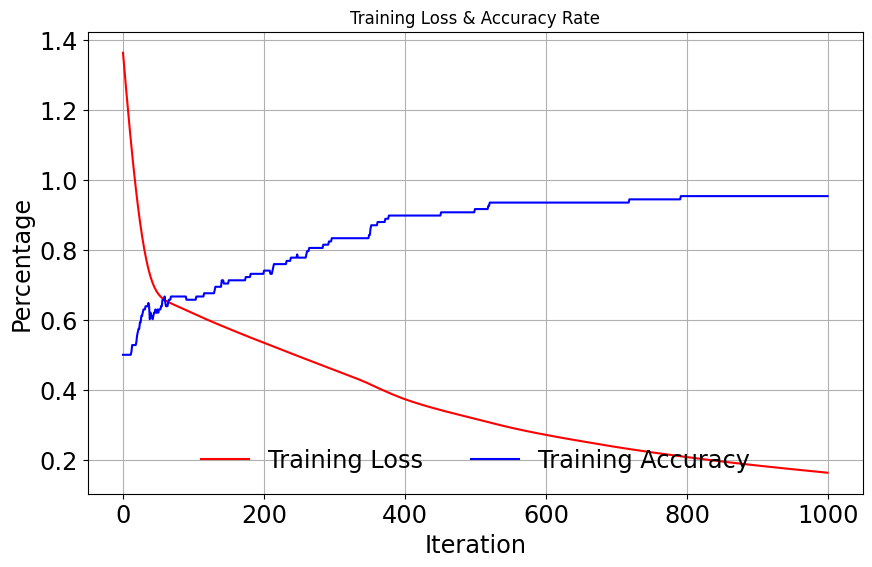 Training Loss & Accuracy Rate
Percentage
1.4
1.2
1.0
0.8
0.6
0.4
0.2
Training Loss Training Accuracy
0 200 400 600 800 1000
Iteration